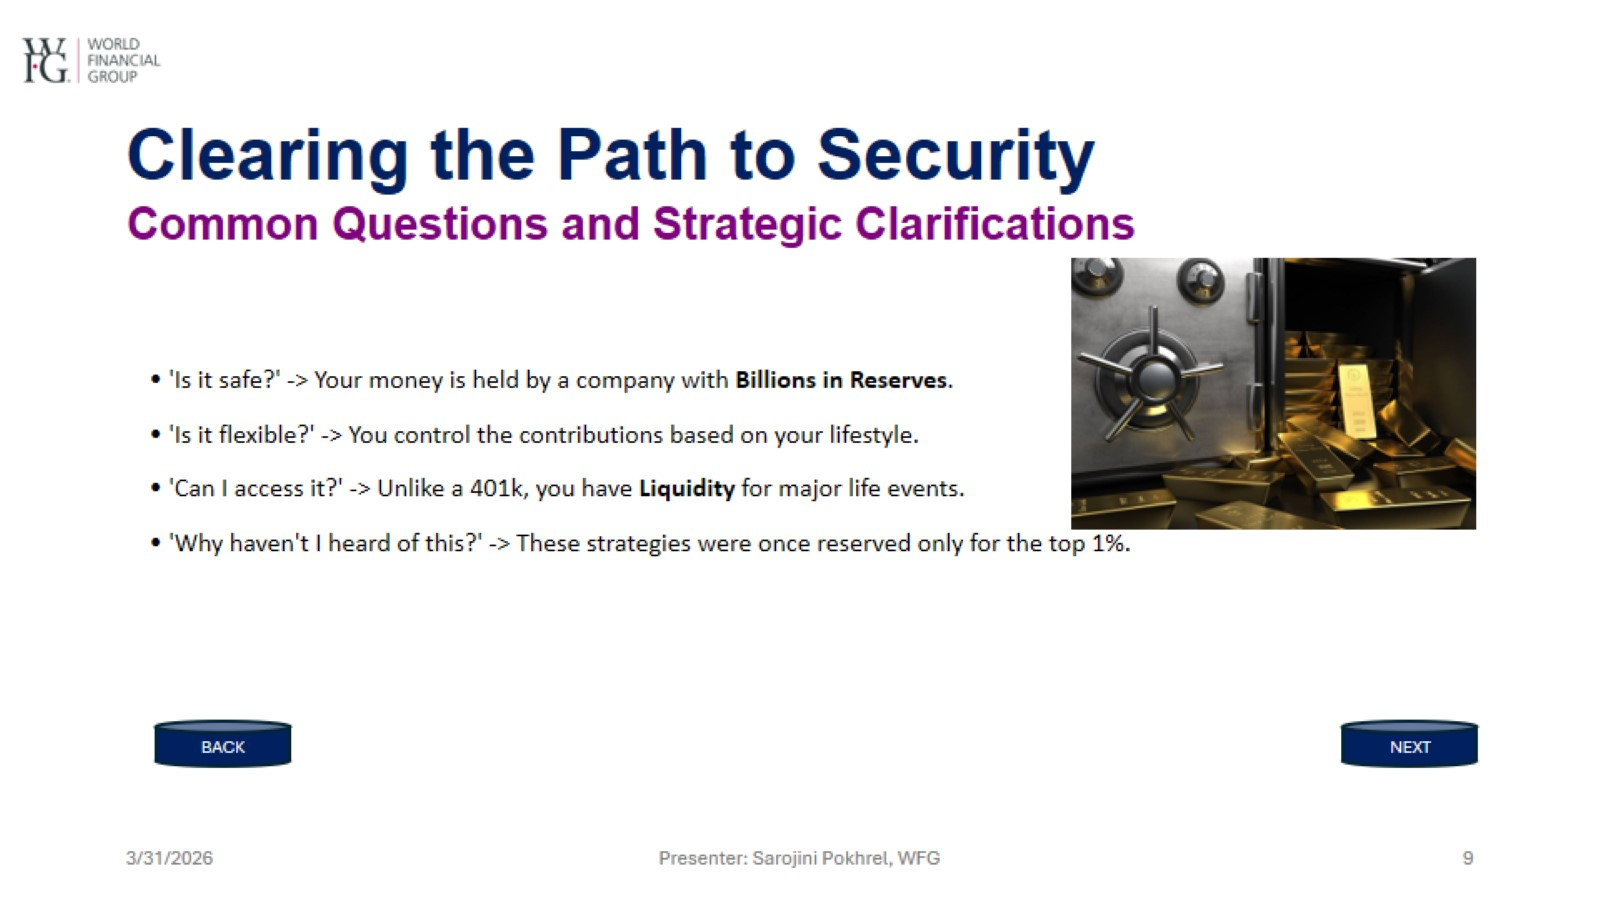 WFG. WORLD
FINANCIAL
GROUP
Clearing the Path to Security
Common Questions and Strategic Clarifications
• 'Is it safe?' -> Your money is held by a company with Billions in Reserves.
• 'Is it flexible?' -> You control the contributions based on your lifestyle.
• 'Can I access it?' -> Unlike a 401k, you have Liquidity for major life events.
• 'Why haven't I heard of this?' -> These strategies were once reserved only for the top 1%.
BACK
NEXT
3/31/2026
Presenter: Sarojini Pokhrel, WFG
9